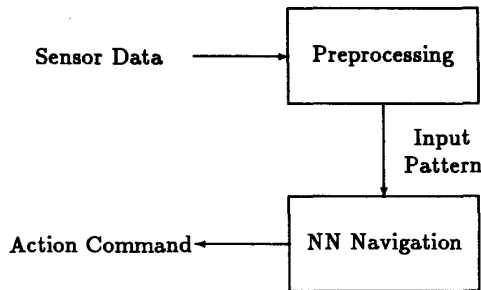 Sensor Data
Preprocessing
Input
Pattern
Action Command
NN Navigation